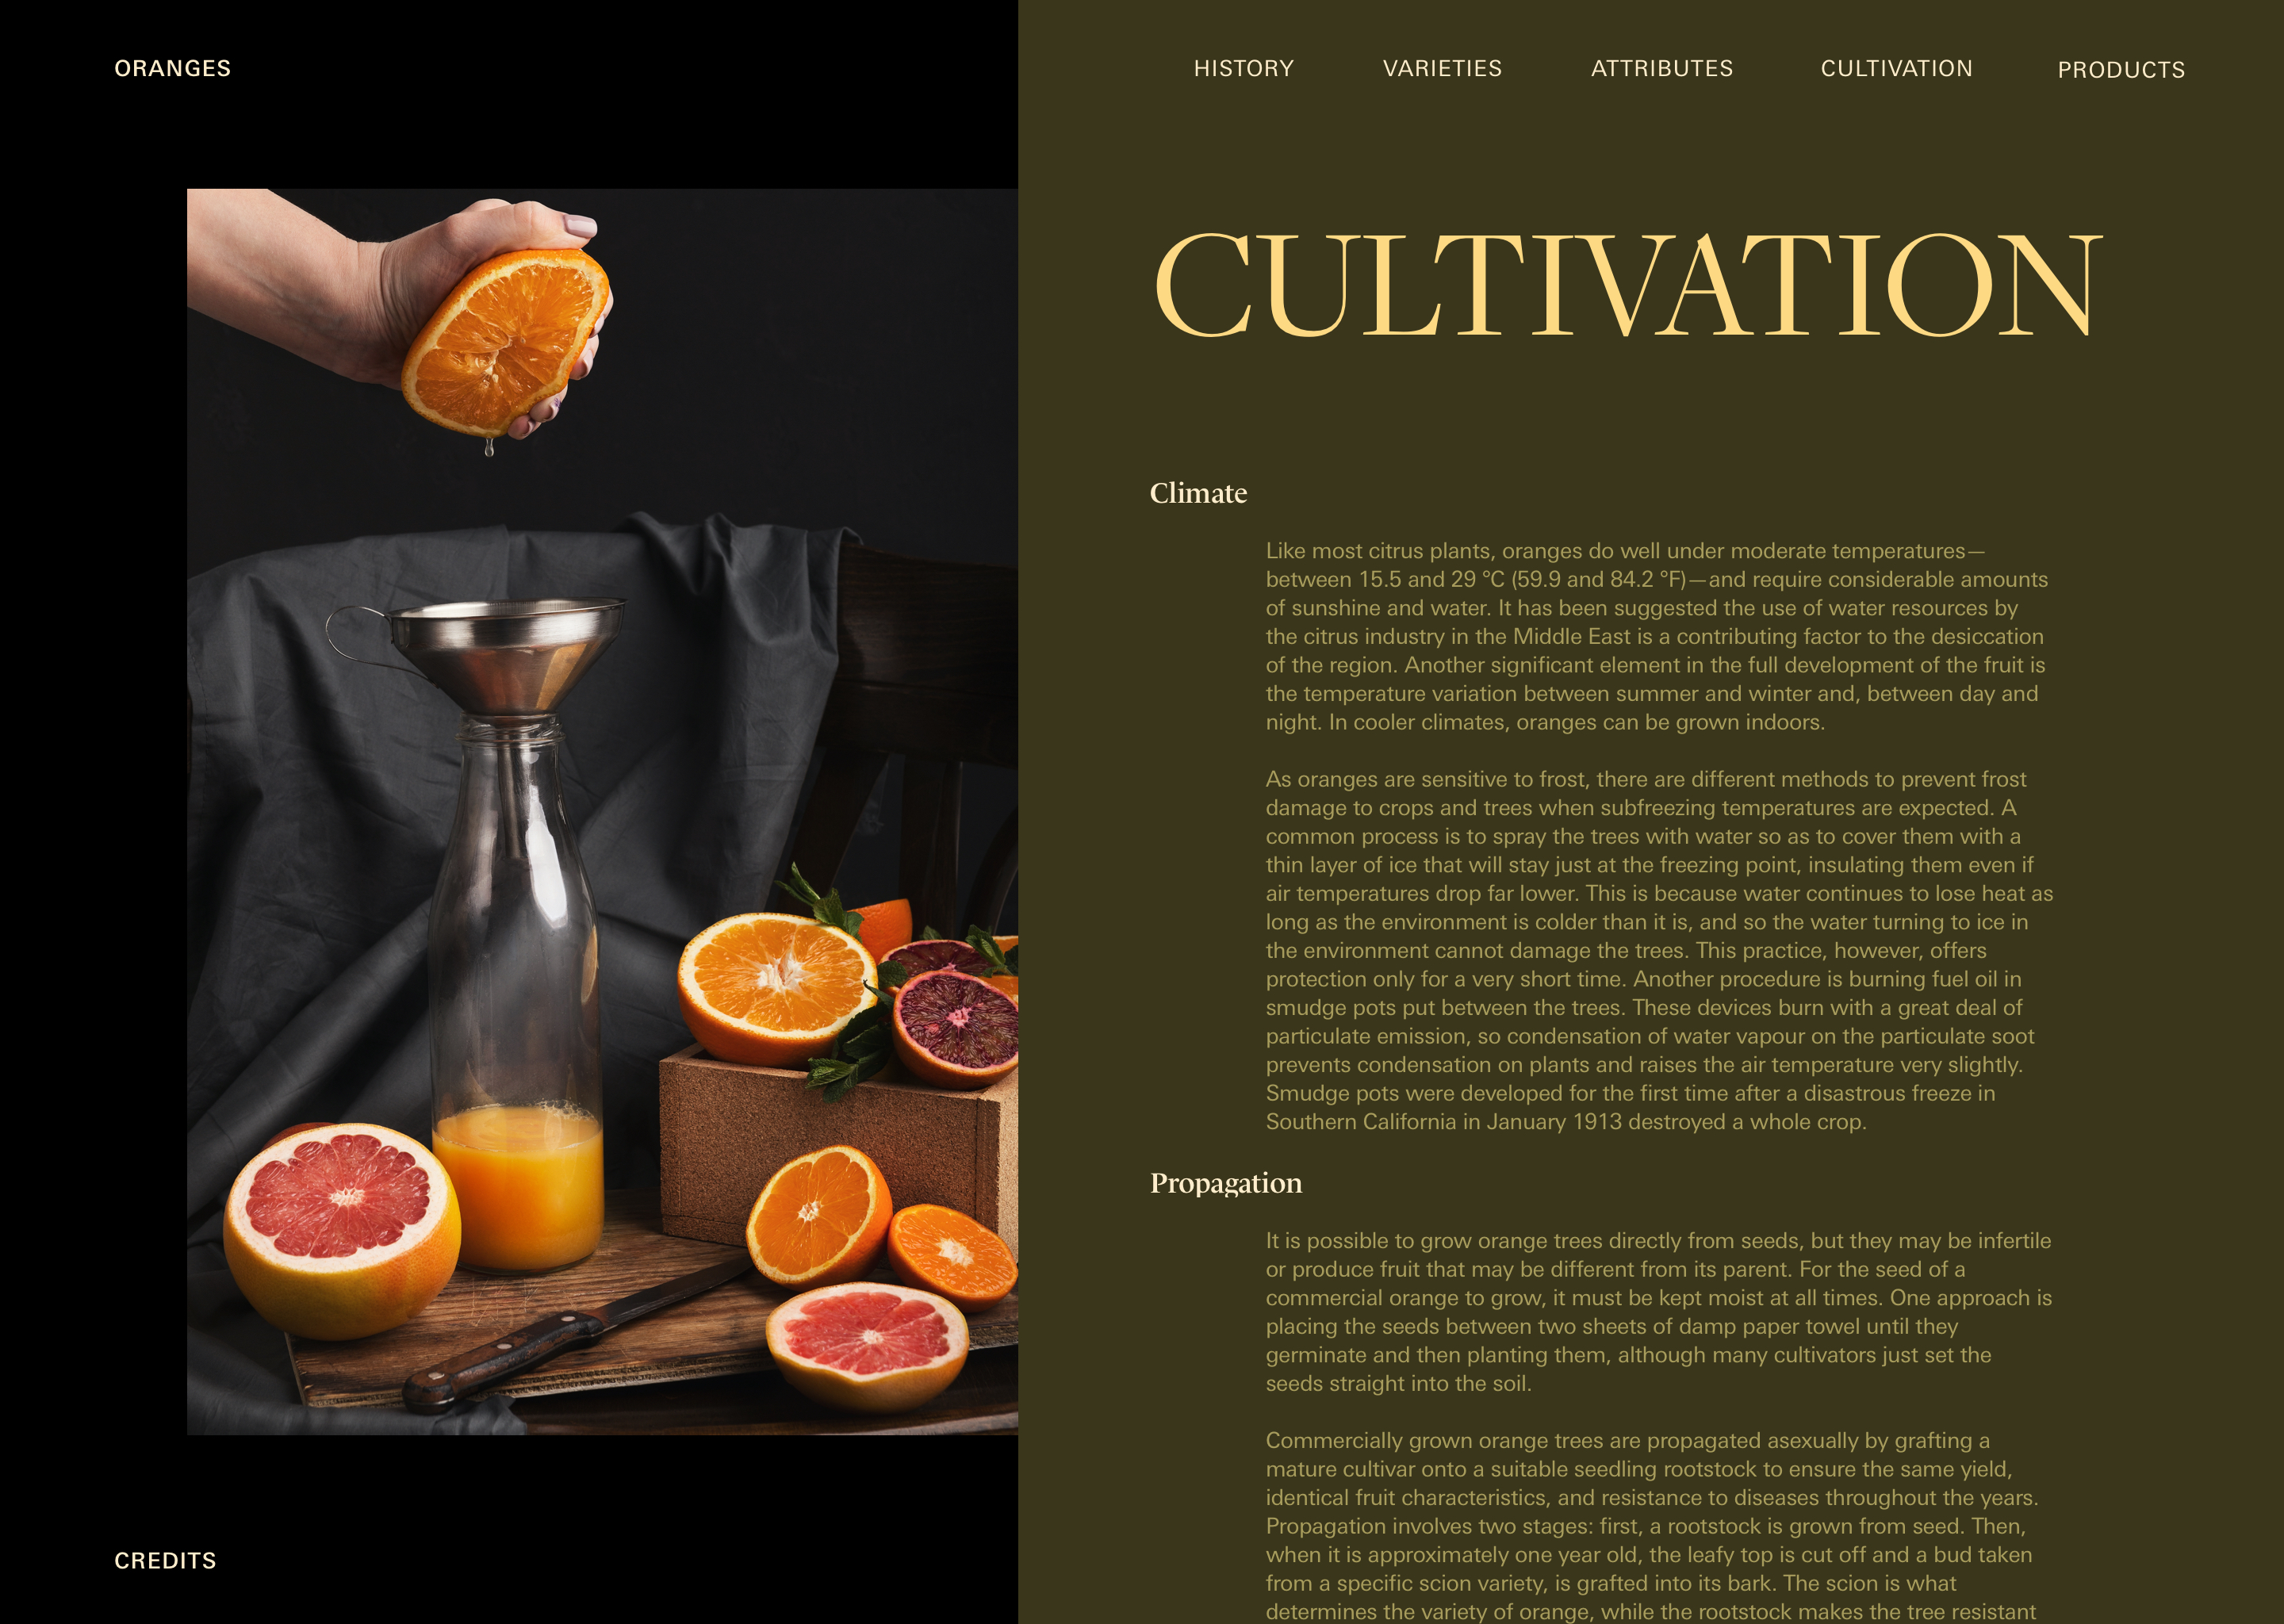 ORANGES
HISTORY VARIETIES ATTRIBUTES CULTIVATION PRODUCTS
CULTIVATION
Climate
Like most citrus plants, oranges do well under moderate temperatures—
between 15.5 and 29 °C (59.9 and 84.2 °F)—and require considerable amounts
of sunshine and water. It has been suggested the use of water resources by
the citrus industry in the Middle East is a contributing factor to the desiccation
of the region. Another significant element in the full development of the fruit is
the temperature variation between summer and winter and, between day and
night. In cooler climates, oranges can be grown indoors.
As oranges are sensitive to frost, there are different methods to prevent frost
damage to crops and trees when subfreezing temperatures are expected. A
common process is to spray the trees with water so as to cover them with a
thin layer of ice that will stay just at the freezing point, insulating them even if
air temperatures drop far lower. This is because water continues to lose heat as
long as the environment is colder than it is, and so the water turning to ice in
the environment cannot damage the trees. This practice, however, offers
protection only for a very short time. Another procedure is burning fuel oil in
smudge pots put between the trees. These devices burn with a great deal of
particulate emission, so condensation of water vapour on the particulate soot
prevents condensation on plants and raises the air temperature very slightly.
Smudge pots were developed for the first time after a disastrous freeze in
Southern California in January 1913 destroyed a whole crop.
Propagation
It is possible to grow orange trees directly from seeds, but they may be infertile
or produce fruit that may be different from its parent. For the seed of a
commercial orange to grow, it must be kept moist at all times. One approach is
placing the seeds between two sheets of damp paper towel until they
germinate and then planting them, although many cultivators just set the
seeds straight into the soil.
Commercially grown orange trees are propagated asexually by grafting a
mature cultivar onto a suitable seedling rootstock to ensure the same yield,
identical fruit characteristics, and resistance to diseases throughout the years.
Propagation involves two stages: first, a rootstock is grown from seed. Then,
when it is approximately one year old, the leafy top is cut off and a bud taken
from a specific scion variety, is grafted into its bark. The scion is what
determines the variety of orange, while the rootstock makes the tree resistant
CREDITS